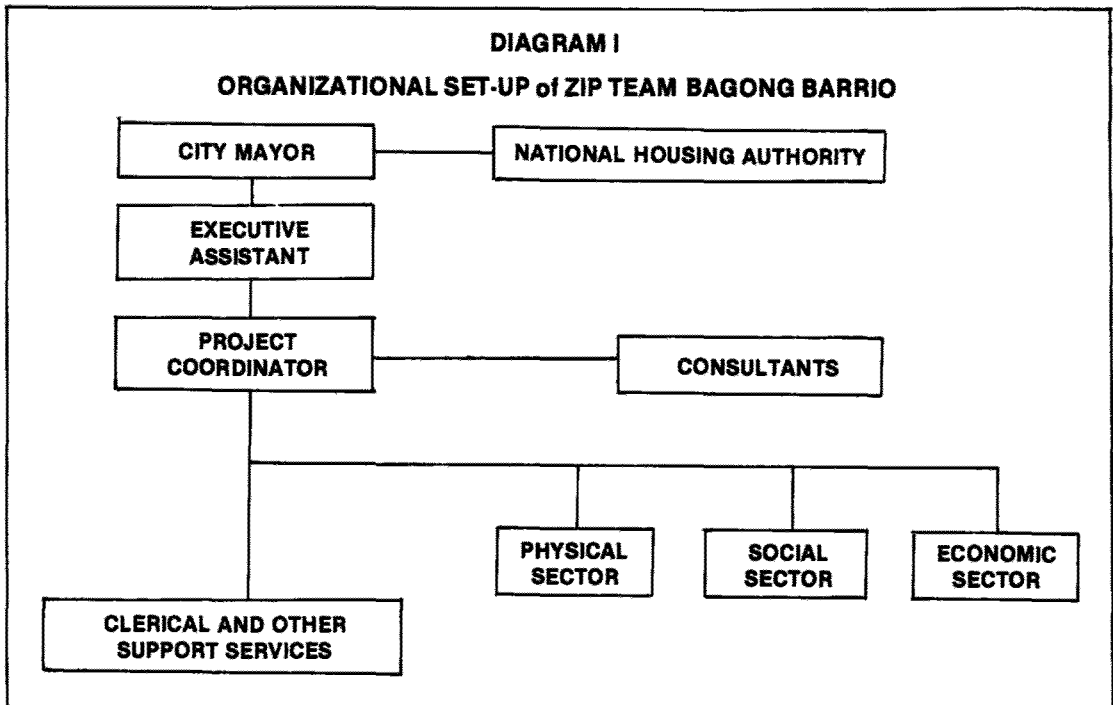 DIAGRAM I
ORGANIZATIONAL SET-UP of ZIP TEAM BAGONG BARRIO
CITY MAYOR
NATIONAL HOUSING AUTHORITY
EXECUTIVE
ASSISTANT
PROJECT
COORDINATOR
CONSULTANTS
PHYSICAL
SECTOR
SOCIAL
SECTOR
ECONOMIC
SECTOR
CLERICAL AND OTHER
SUPPORT SERVICES